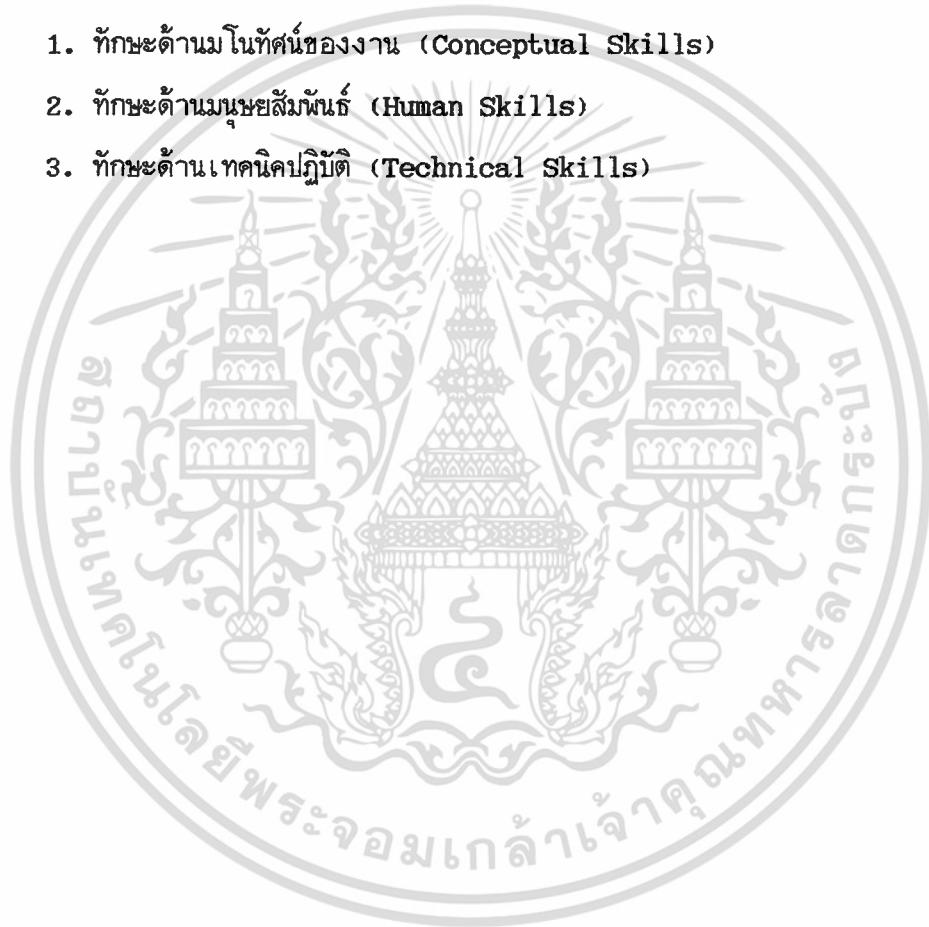 1. ทักษะด้านมโนทัศน์ของงาน (Conceptual Skills)
2. ทักษะด้านมนุษยสัมพันธ์ (Human Skills)
3. ทักษะด้านเทคนิคปฏิบัติ (Technical Skills)
สถาบันเทคโนโลยีพระจอมเกล้าเจ้าคุณทหารลาดกระบัง
๔